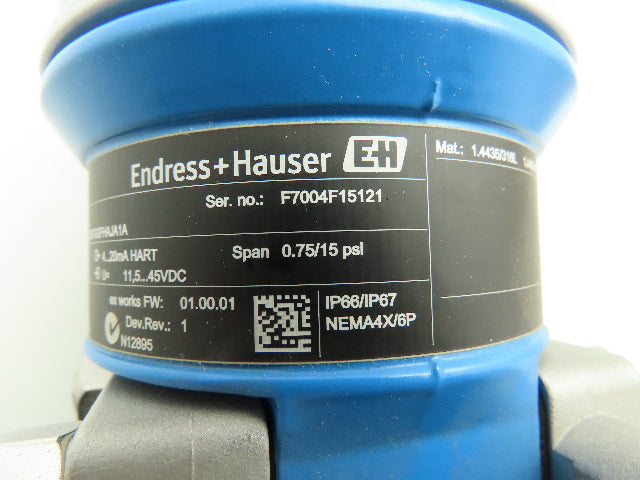 Endress+Hauser EH
Mat.: 1.4435/316L
Ser. no.: F7004F15121
4..20mA HART
Span 0.75/15 psi
U= 11,5...45VDC
ex works FW: 01.00.01
Dev.Rev.: 1
N12895
IP66/IP67
NEMA4X/6P